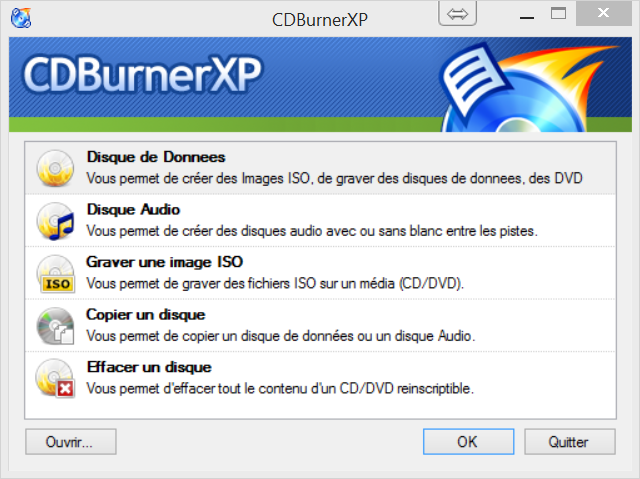 CDBurnerXP
CDBurnerXP
Disque de Donnees
Vous permet de créer des Images ISO, de graver des disques de donnees, des DVD
Disque Audio
Vous permet de créer des disques audio avec ou sans blanc entre les pistes.
Graver une image ISO
Vous permet de graver des fichiers ISO sur un média (CD/DVD).
ISO
Copier un disque
Vous permet de copier un disque de données ou un disque Audio.
Effacer un disque
Vous permet d'effacer tout le contenu d'un CD/DVD reinscriptible.
Ouvrir... OK Quitter